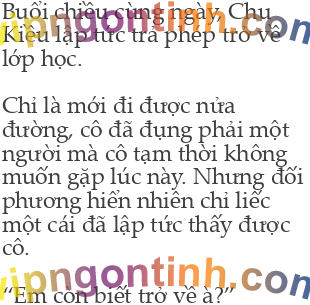 Buổi chiều cùng ngày, Chu
Kiều lập tức trả phép trở về
lớp học.
Chỉ là mới đi được nửa
đường, cô đã đụng phải một
người mà cô tạm thời không
muốn gặp lúc này. Nhưng đối
phương hiển nhiên chỉ liếc
một cái đã lập tức thấy được
cô.
“Em còn biết trở về à?”
vipngontinh.com
vipngontinh.com